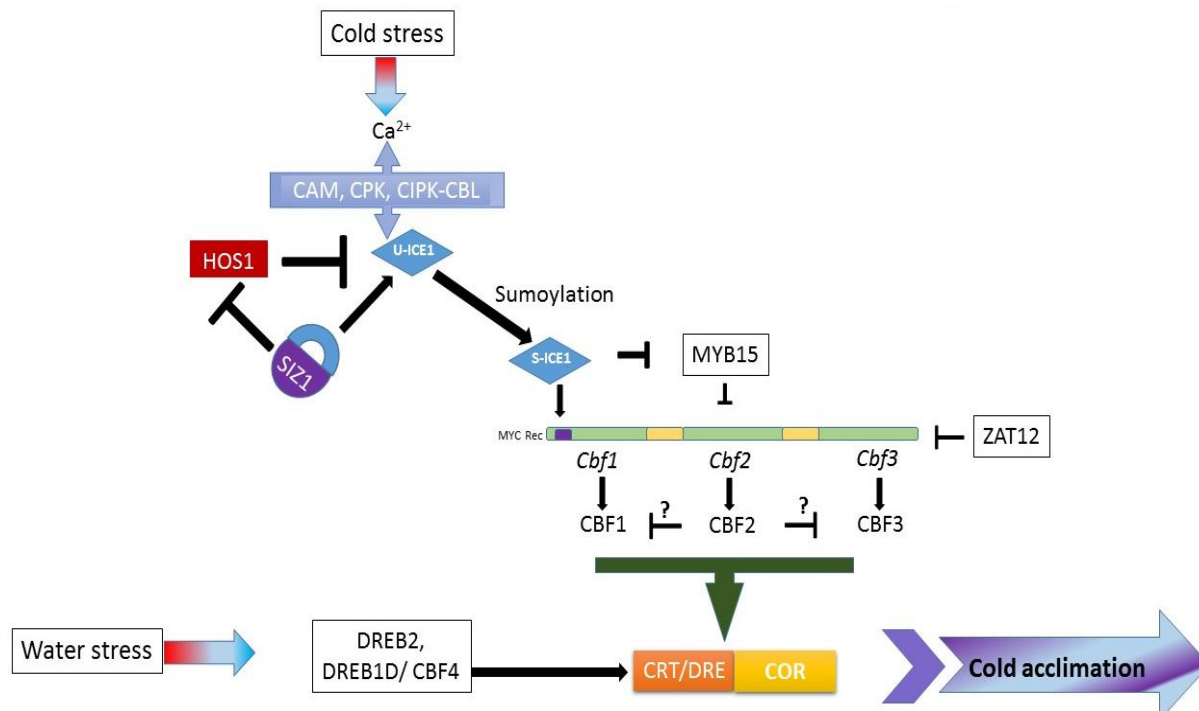 Cold stress
Ca²⁺
CAM, CPK, CIPK-CBL
U-ICE1
HOS1
Sumoylation
SIZ1
S-ICE1
MYB15
MYC Rec
ZAT12
Cbf1
Cbf2
Cbf3
?
?
CBF1
CBF2
CBF3
Water stress
DREB2,
DREB1D/ CBF4
CRT/DRE
COR
Cold acclimation